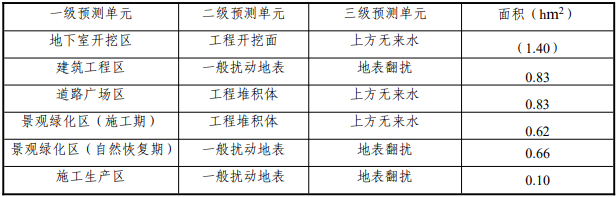 一级预测单元 二级预测单元 三级预测单元 面积（hm2）
地下室开挖区 工程开挖面 上方无来水 （1.40）
建筑工程区 一般扰动地表 地表翻扰 0.83
道路广场区 工程堆积体 上方无来水 0.83
景观绿化区（施工期） 工程堆积体 上方无来水 0.62
景观绿化区（自然恢复期） 一般扰动地表 地表翻扰 0.66
施工生产区 一般扰动地表 地表翻扰 0.10